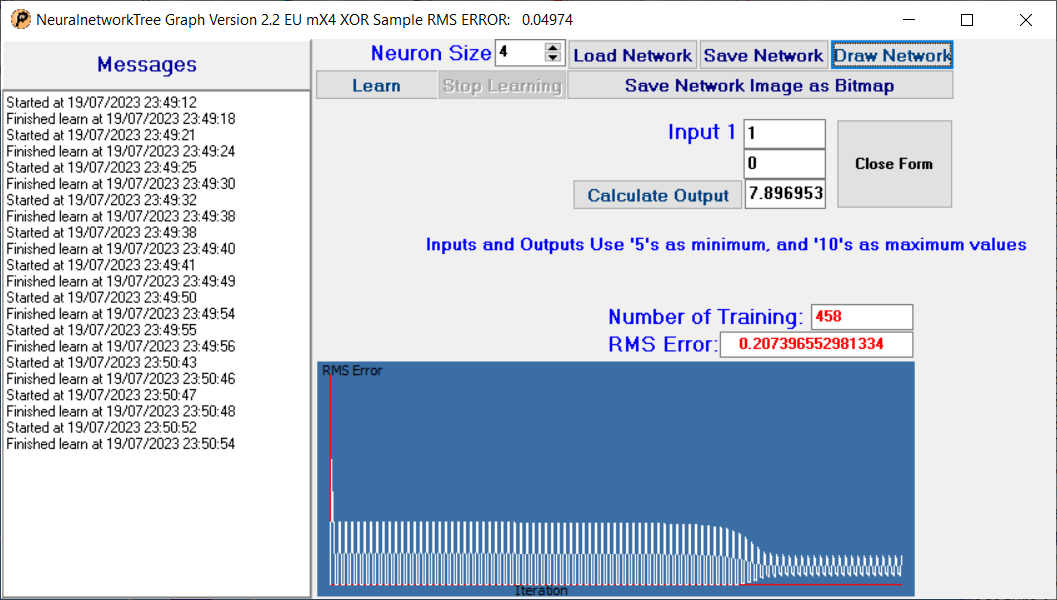 NeuralnetworkTree Graph Version 2.2 EU mX4 XOR Sample RMS ERROR: 0.04974
Messages
Neuron Size 4 Load Network Save Network Draw Network
Learn Stop Learning Save Network Image as Bitmap
Started at 19/07/2023 23:49:12
Finished learn at 19/07/2023 23:49:18
Started at 19/07/2023 23:49:21
Finished learn at 19/07/2023 23:49:24
Started at 19/07/2023 23:49:25
Finished learn at 19/07/2023 23:49:30
Started at 19/07/2023 23:49:32
Finished learn at 19/07/2023 23:49:38
Started at 19/07/2023 23:49:38
Finished learn at 19/07/2023 23:49:40
Started at 19/07/2023 23:49:41
Finished learn at 19/07/2023 23:49:49
Started at 19/07/2023 23:49:50
Finished learn at 19/07/2023 23:49:54
Started at 19/07/2023 23:49:55
Finished learn at 19/07/2023 23:49:56
Started at 19/07/2023 23:50:43
Finished learn at 19/07/2023 23:50:46
Started at 19/07/2023 23:50:47
Finished learn at 19/07/2023 23:50:48
Started at 19/07/2023 23:50:52
Finished learn at 19/07/2023 23:50:54
Input 1 1
0
Close Form
Calculate Output 7.896953
Inputs and Outputs Use '5's as minimum, and '10's as maximum values
Number of Training: 458
RMS Error: 0.207396552981334
RMS Error
Iteration